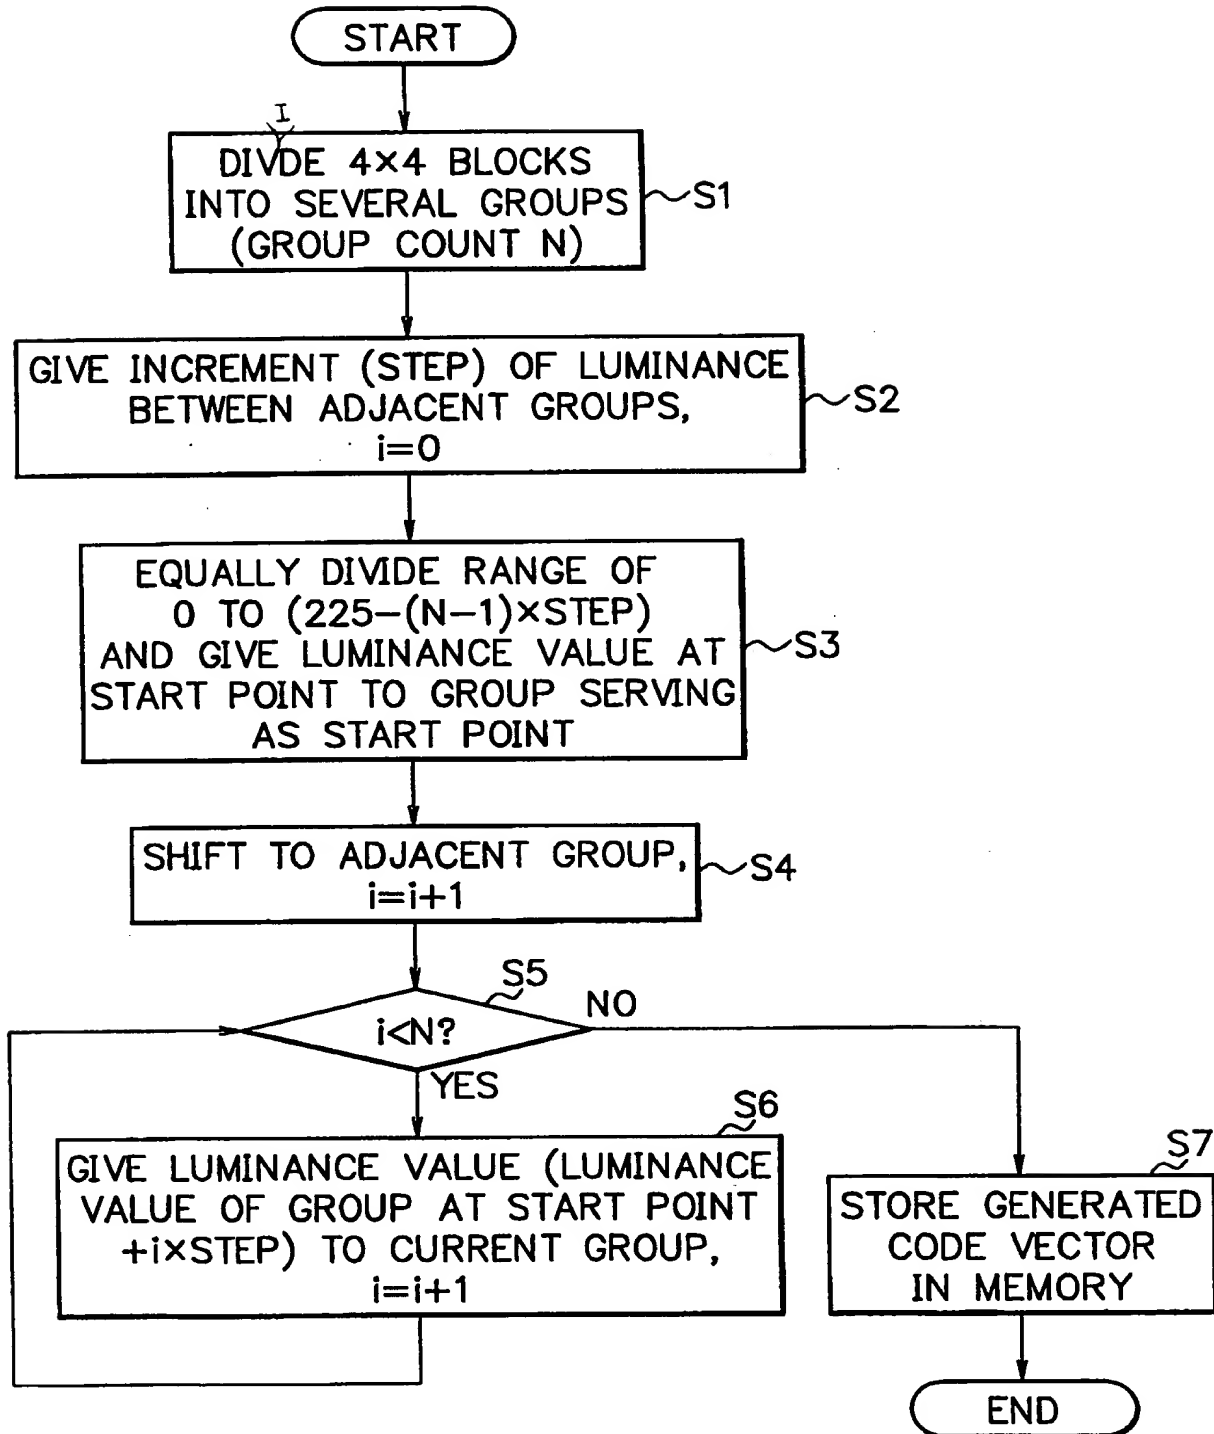 START
I
DIVDE 4×4 BLOCKS
INTO SEVERAL GROUPS
(GROUP COUNT N)
S1
GIVE INCREMENT (STEP) OF LUMINANCE
BETWEEN ADJACENT GROUPS,
i=0
S2
EQUALLY DIVIDE RANGE OF
0 TO (225-(N-1)×STEP)
AND GIVE LUMINANCE VALUE AT
START POINT TO GROUP SERVING
AS START POINT
S3
SHIFT TO ADJACENT GROUP,
i=i+1
S4
S5
i<N?
NO
YES
S6
GIVE LUMINANCE VALUE (LUMINANCE
VALUE OF GROUP AT START POINT
+i×STEP) TO CURRENT GROUP,
i=i+1
S7
STORE GENERATED
CODE VECTOR
IN MEMORY
END